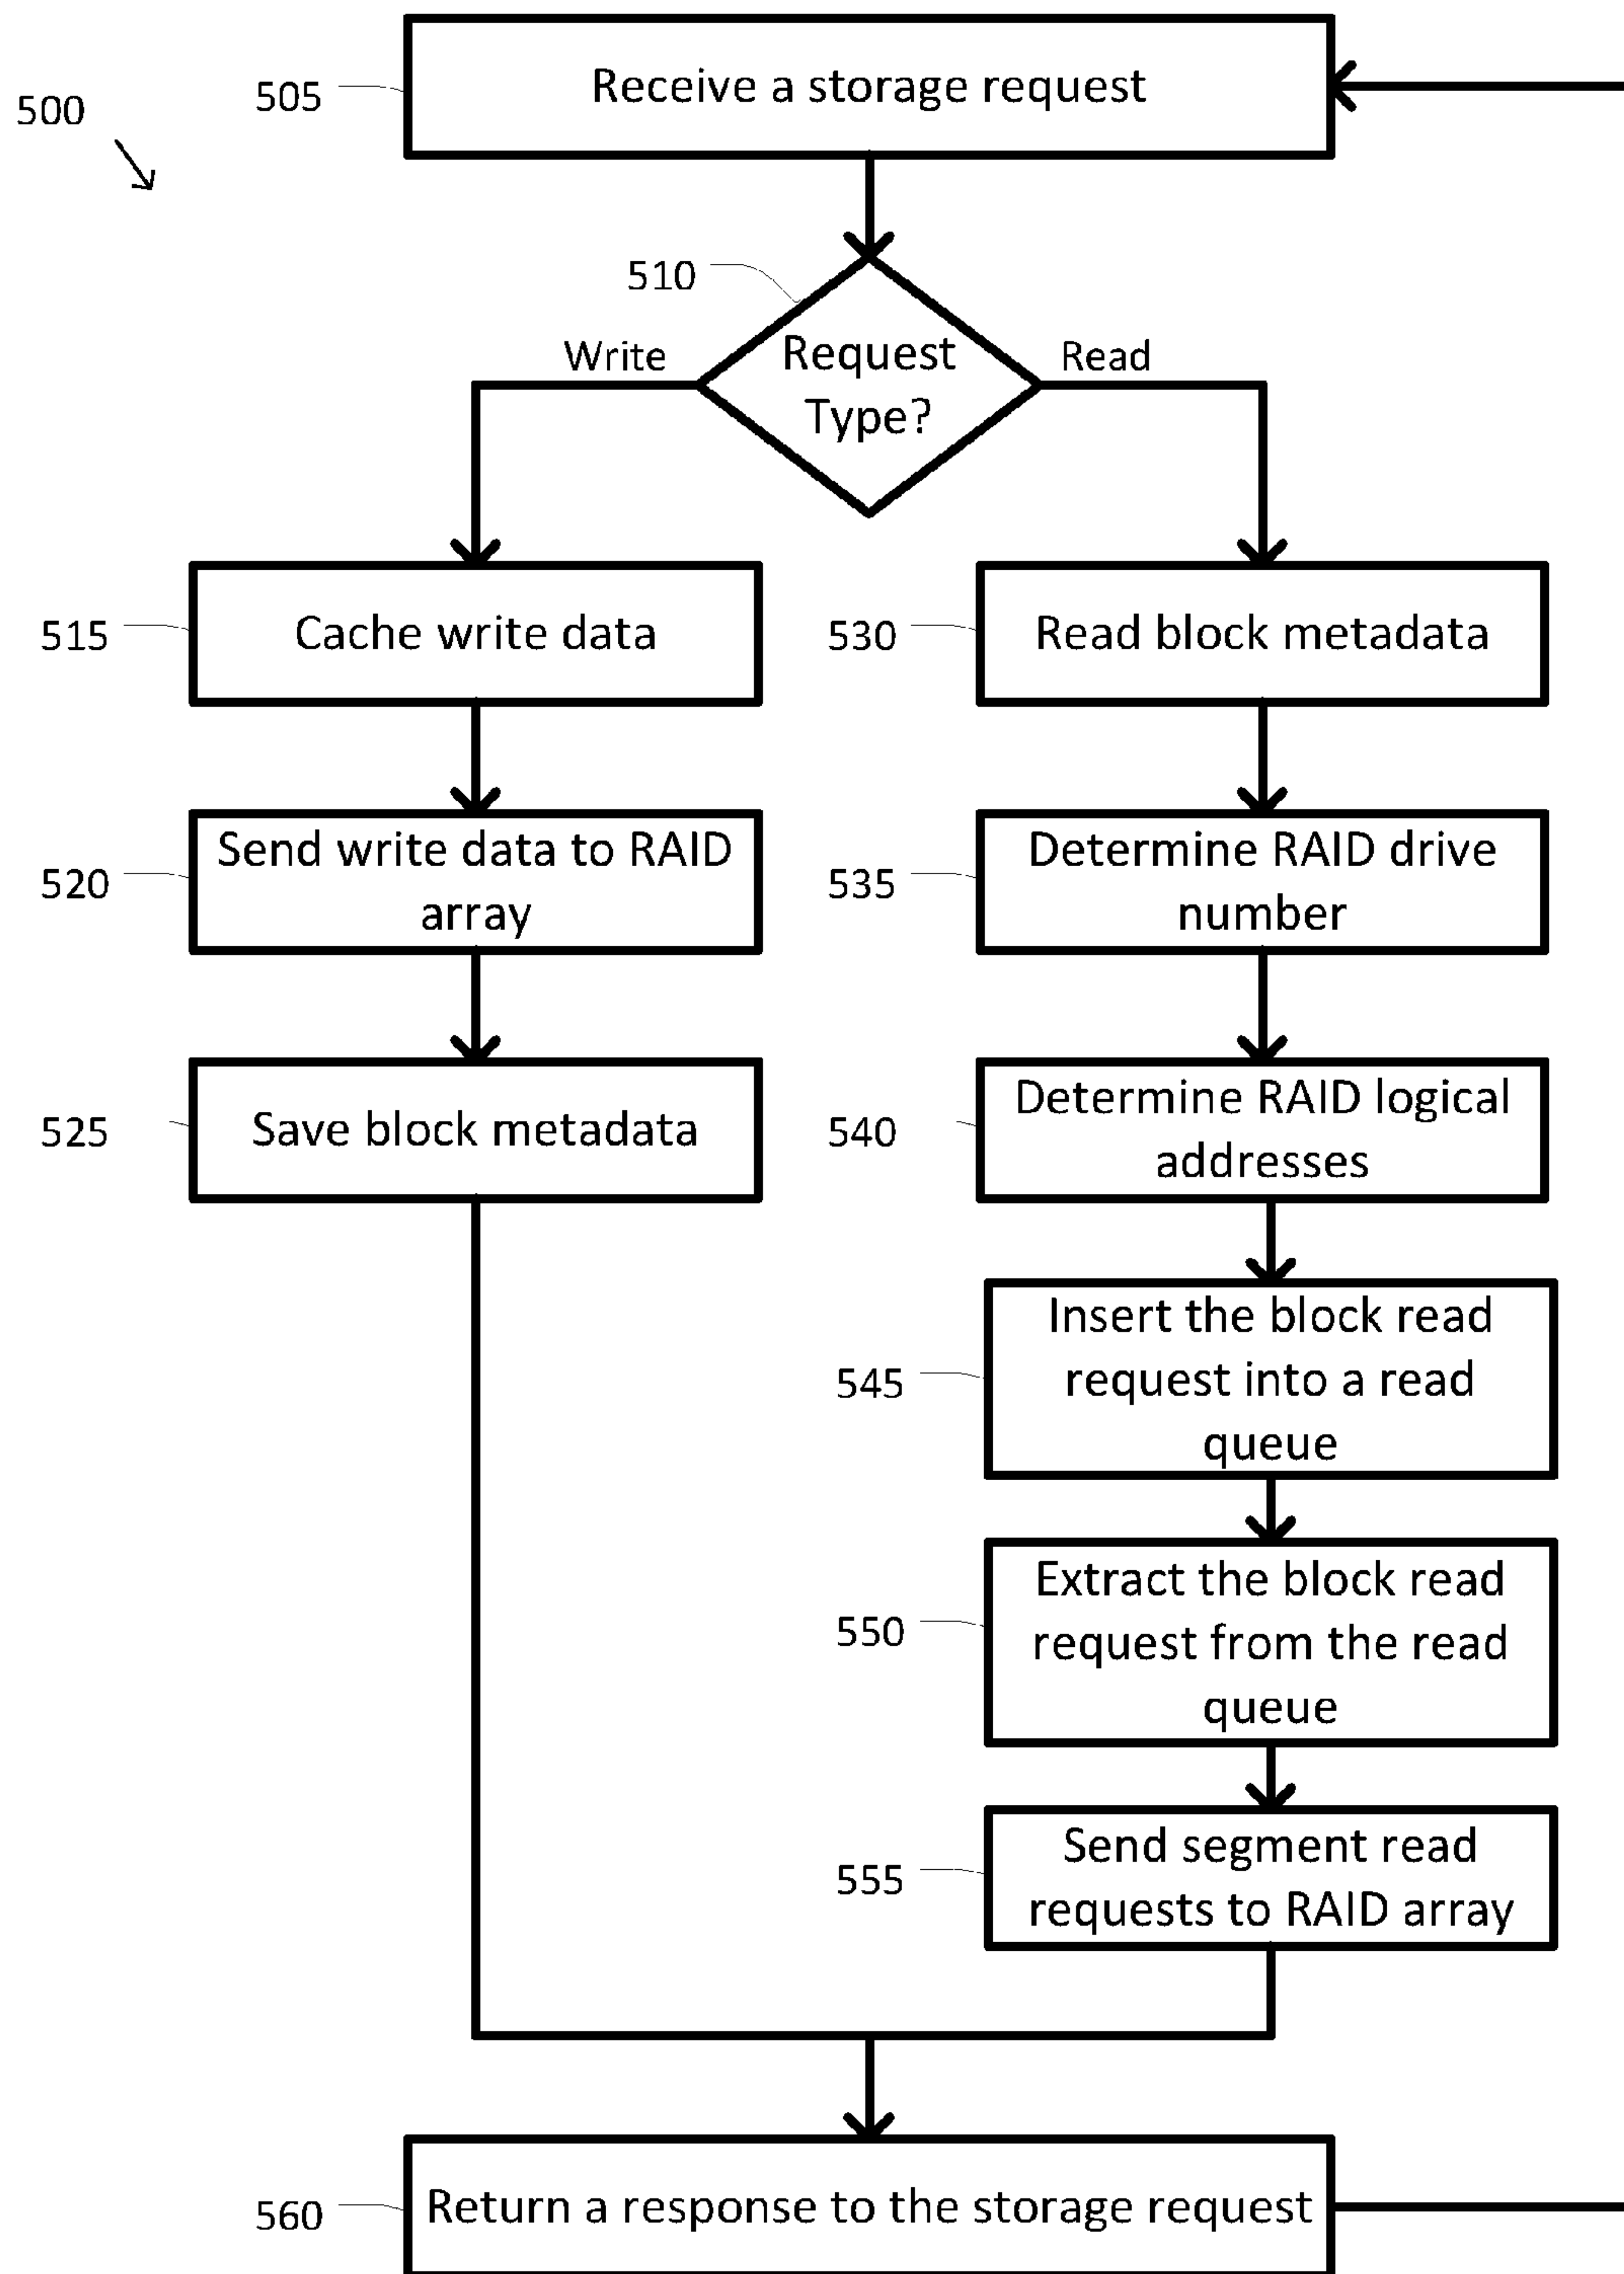 500
505
Receive a storage request
510
Request
Type?
Write
Read
515
Cache write data
530
Read block metadata
520
Send write data to RAID
array
535
Determine RAID drive
number
525
Save block metadata
540
Determine RAID logical
addresses
545
Insert the block read
request into a read
queue
550
Extract the block read
request from the read
queue
555
Send segment read
requests to RAID array
560
Return a response to the storage request